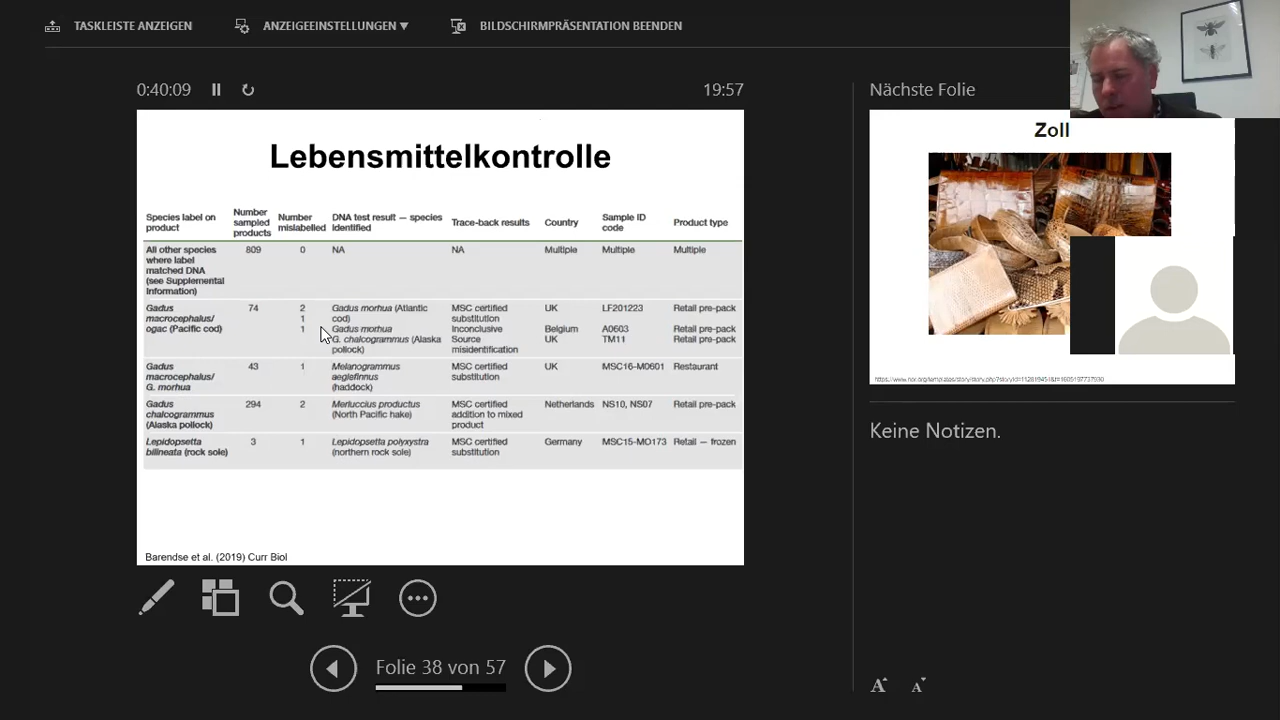 TASKLEISTE ANZEIGEN
ANZEIGEEINSTELLUNGEN ▼
BILDSCHIRMPRÄSENTATION BEENDEN
0:40:09
19:57
Lebensmittelkontrolle
Species label on product
Number sampled products
Number mislabelled
DNA test result — species identified
Trace-back results
Country
Sample ID code
Product type
All other species
where label
matched DNA
(see Supplemental
Information)
809
0
NA
NA
Multiple
Multiple
Multiple
Gadus
macrocephalus/
ogac (Pacific cod)
74
2
1
1
Gadus morhua (Atlantic
cod)
Gadus morhua
G. chalcogrammus (Alaska
pollock)
MSC certified
substitution
Inconclusive
Source
misidentification
UK
Belgium
UK
LF201223
A0603
TM11
Retail pre-pack
Retail pre-pack
Retail pre-pack
Gadus
macrocephalus/
G. morhua
43
1
Melanogrammus
aeglefinnus
(haddock)
MSC certified
substitution
UK
MSC16-M0601
Restaurant
Gadus
chalcogrammus
(Alaska pollock)
294
2
Merluccius productus
(North Pacific hake)
MSC certified
addition to mixed
product
Netherlands
NS10, NS07
Retail pre-pack
Lepidopsetta
bilineata (rock sole)
3
1
Lepidopsetta polyxystra
(northern rock sole)
MSC certified
substitution
Germany
MSC15-MO173
Retail — frozen
Barendse et al. (2019) Curr Biol
Folie 38 von 57
Nächste Folie
Zoll
Keine Notizen.
A
A